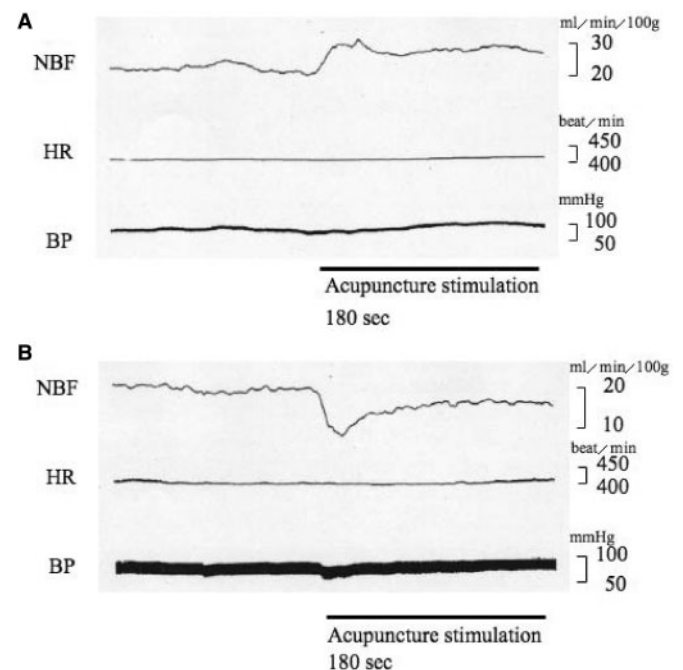 A
ml/min/100g
NBF
30
20
beat/min
HR
450
400
mmHg
BP
100
50
Acupuncture stimulation
180 sec
B
ml/min/100g
NBF
20
10
beat/min
HR
450
400
mmHg
BP
100
50
Acupuncture stimulation
180 sec